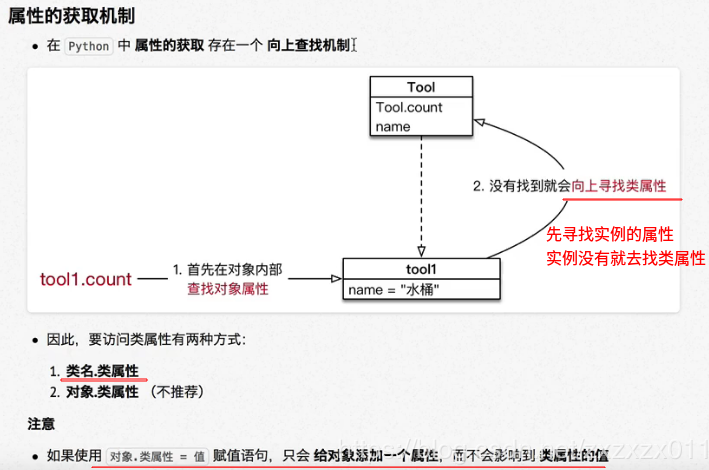 属性的获取机制
• 在 Python 中 属性的获取 存在一个 向上查找机制
Tool
Tool.count
name
2. 没有找到就会向上寻找类属性
先寻找实例的属性
实例没有就去找类属性
tool1.count
1. 首先在对象内部
查找对象属性
tool1
name = "水桶"
• 因此，要访问类属性有两种方式：
1. 类名.类属性
2. 对象.类属性 （不推荐）
注意
• 如果使用 对象.类属性 = 值 赋值语句，只会 给对象添加一个属性，而不会影响到 类属性的值